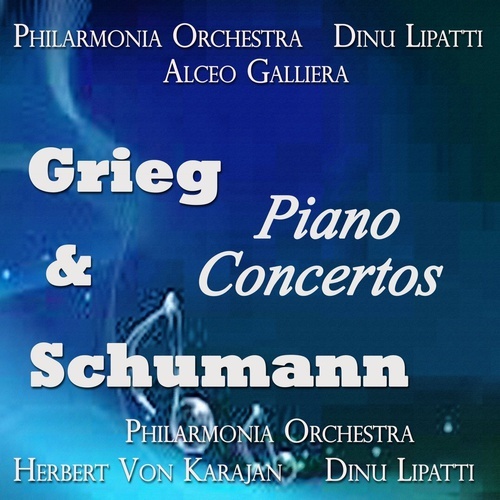 Philarmonia Orchestra Dinu Lipatti
Alceo Galliera
Grieg
Piano
&
Concertos
Schumann
Philarmonia Orchestra
Herbert Von Karajan Dinu Lipatti